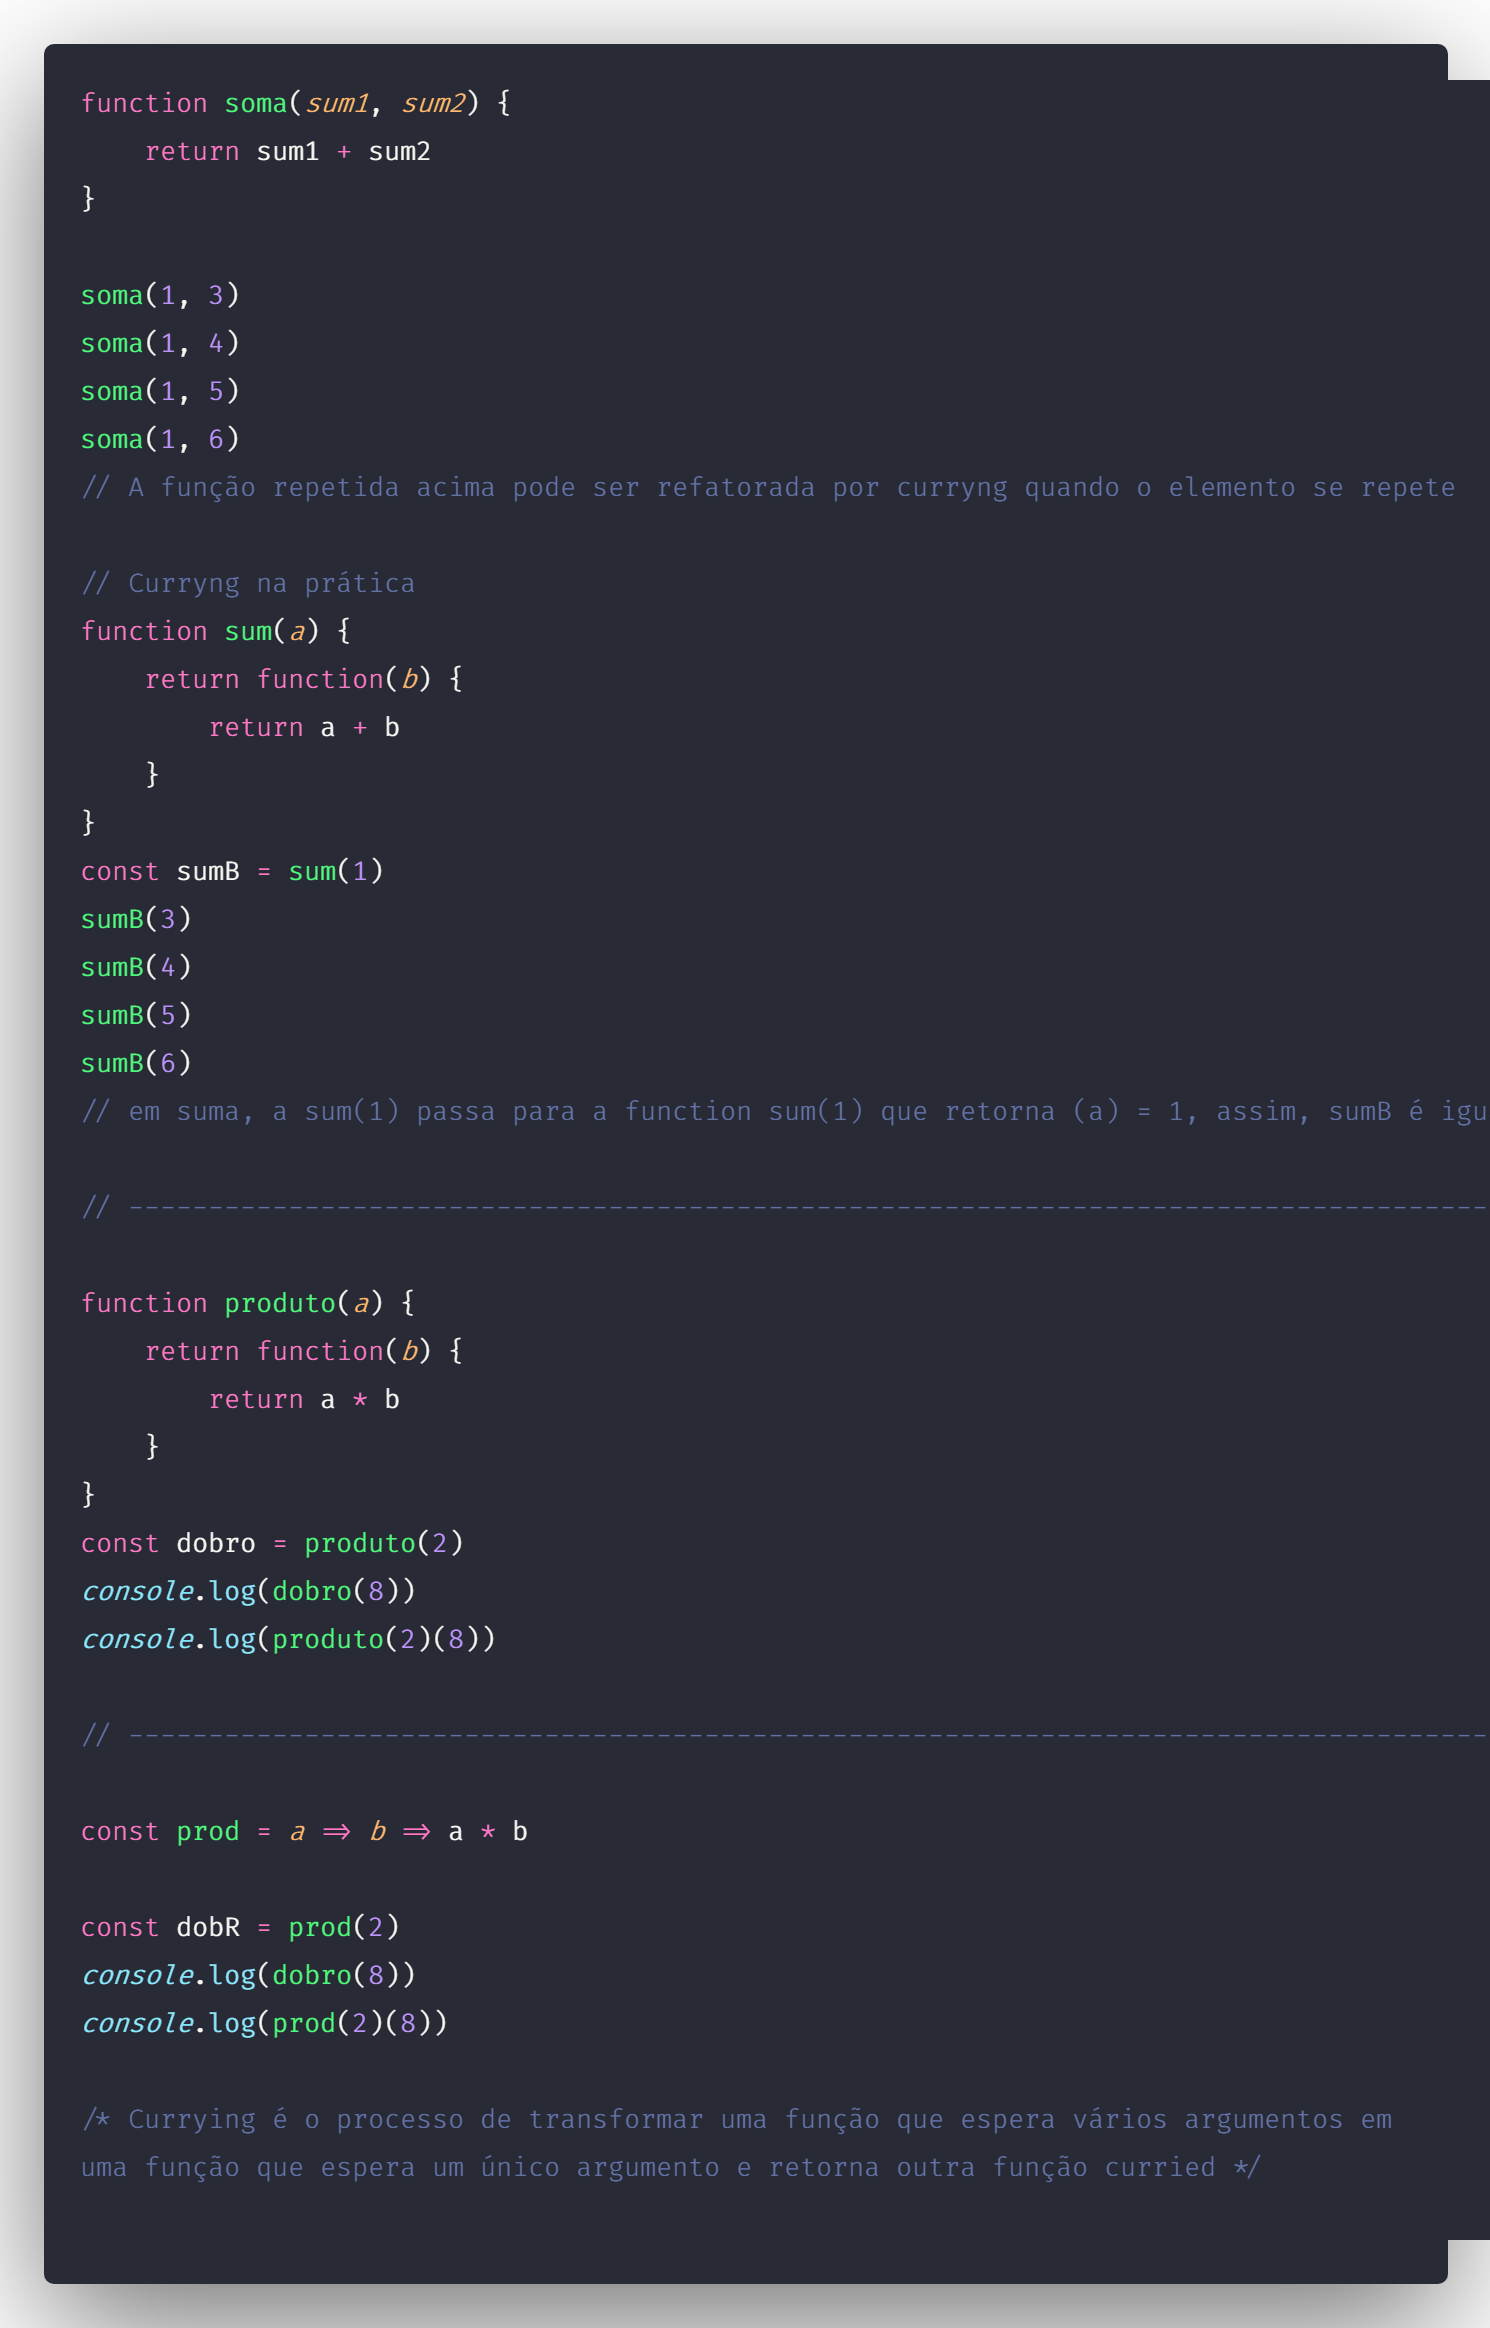 function soma(sum1, sum2) {
    return sum1 + sum2
}

soma(1, 3)
soma(1, 4)
soma(1, 5)
soma(1, 6)
// A função repetida acima pode ser refatorada por curryng quando o elemento se repete

// Curryng na prática
function sum(a) {
    return function(b) {
        return a + b
    }
}
const sumB = sum(1)
sumB(3)
sumB(4)
sumB(5)
sumB(6)
// em suma, a sum(1) passa para a function sum(1) que retorna (a) = 1, assim, sumB é igu

// -------------------------------------------------------------------------------------

function produto(a) {
    return function(b) {
        return a * b
    }
}
const dobro = produto(2)
console.log(dobro(8))
console.log(produto(2)(8))

// -------------------------------------------------------------------------------------

const prod = a => b => a * b

const dobR = prod(2)
console.log(dobro(8))
console.log(prod(2)(8))

/* Currying é o processo de transformar uma função que espera vários argumentos em
uma função que espera um único argumento e retorna outra função curried */